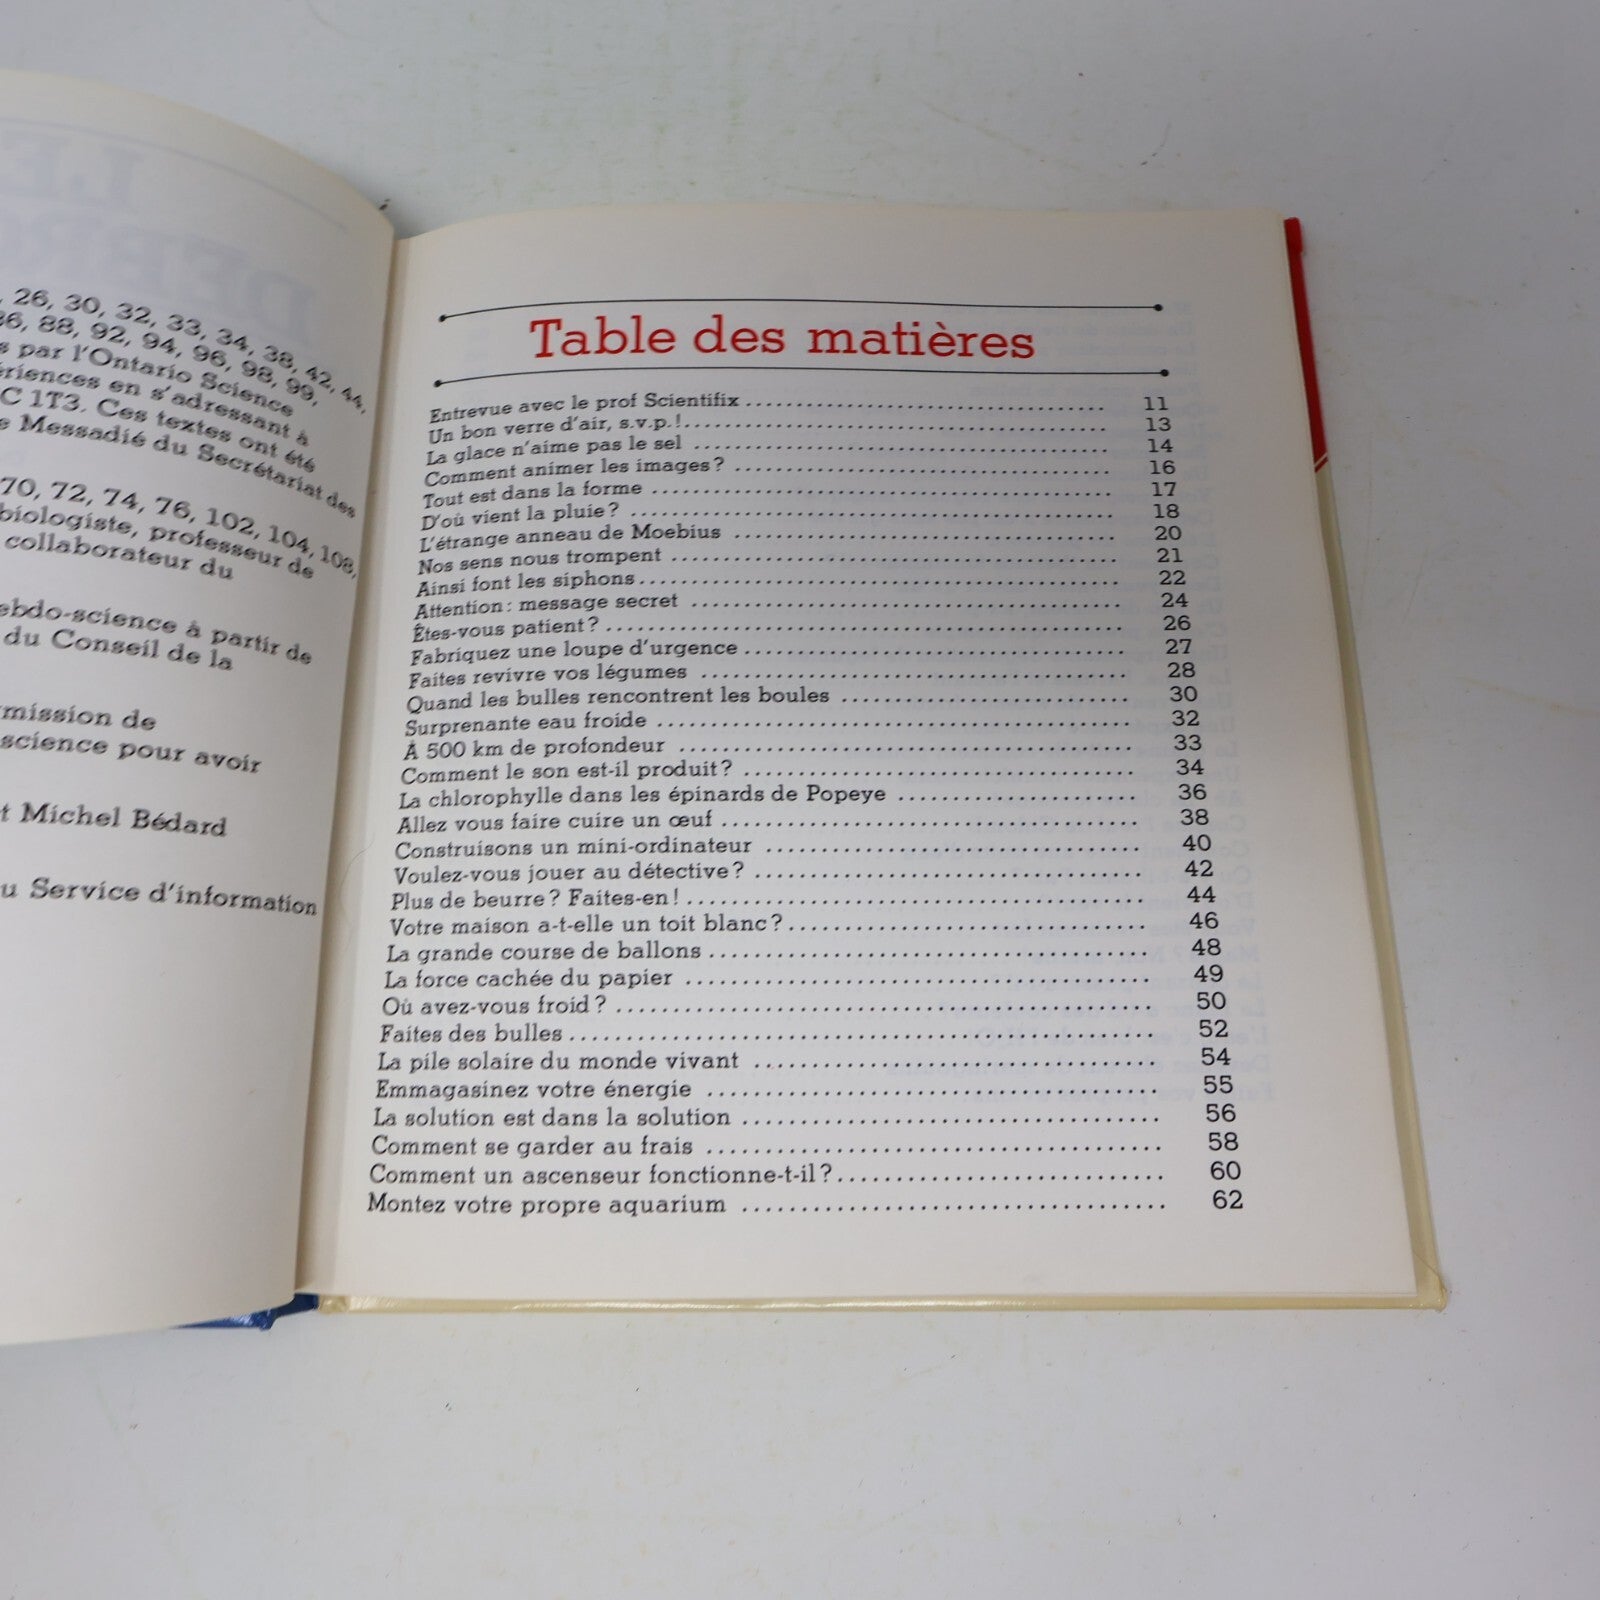 26, 30, 32, 33, 34, 38, 42, 44,
86, 88, 92, 94, 96, 98, 99,
par l'Ontario Science
en s'adressant à
C 1T3. Ces textes ont été
Messadié du Secrétariat des
70, 72, 74, 76, 102, 104, 108,
biologiste, professeur de
collaborateur du
ebdo-science à partir de
du Conseil de la
mission de
science pour avoir
t Michel Bédard
u Service d'information
Table des matières
Entrevue avec le prof Scientifix 11
Un bon verre d'air, s.v.p.! 13
La glace n'aime pas le sel 14
Comment animer les images? 16
Tout est dans la forme 17
D'où vient la pluie? 18
L'étrange anneau de Moebius 20
Nos sens nous trompent 21
Ainsi font les siphons 22
Attention: message secret 24
Êtes-vous patient? 26
Fabriquez une loupe d'urgence 27
Faites revivre vos légumes 28
Quand les bulles rencontrent les boules 30
Surprenante eau froide 32
À 500 km de profondeur 33
Comment le son est-il produit? 34
La chlorophylle dans les épinards de Popeye 36
Allez vous faire cuire un œuf 38
Construisons un mini-ordinateur 40
Voulez-vous jouer au détective? 42
Plus de beurre? Faites-en! 44
Votre maison a-t-elle un toit blanc? 46
La grande course de ballons 48
La force cachée du papier 49
Où avez-vous froid? 50
Faites des bulles 52
La pile solaire du monde vivant 54
Emmagasinez votre énergie 55
La solution est dans la solution 56
Comment se garder au frais 58
Comment un ascenseur fonctionne-t-il? 60
Montez votre propre aquarium 62